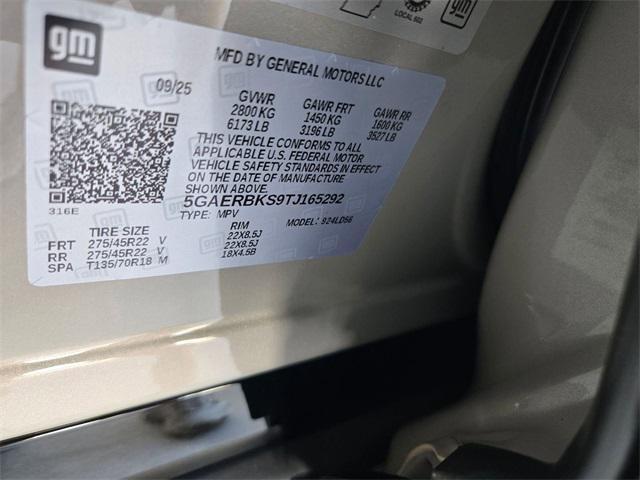 LOCAL 602
GM
gm
MFD BY GENERAL MOTORS LLC
09/25
GVWR GAWR FRT GAWR RR
2800 KG 1450 KG 1600 KG
6173 LB 3196 LB 3527 LB
THIS VEHICLE CONFORMS TO ALL
APPLICABLE U.S. FEDERAL MOTOR
VEHICLE SAFETY STANDARDS IN EFFECT
ON THE DATE OF MANUFACTURE
SHOWN ABOVE.
5GAERBKS9TJ165292
316E
TYPE: MPV MODEL: 924LD56
TIRE SIZE RIM
FRT 275/45R22 V 22X8.5J
RR 275/45R22 V 22X8.5J
SPA T135/70R18 M 18X4.5B